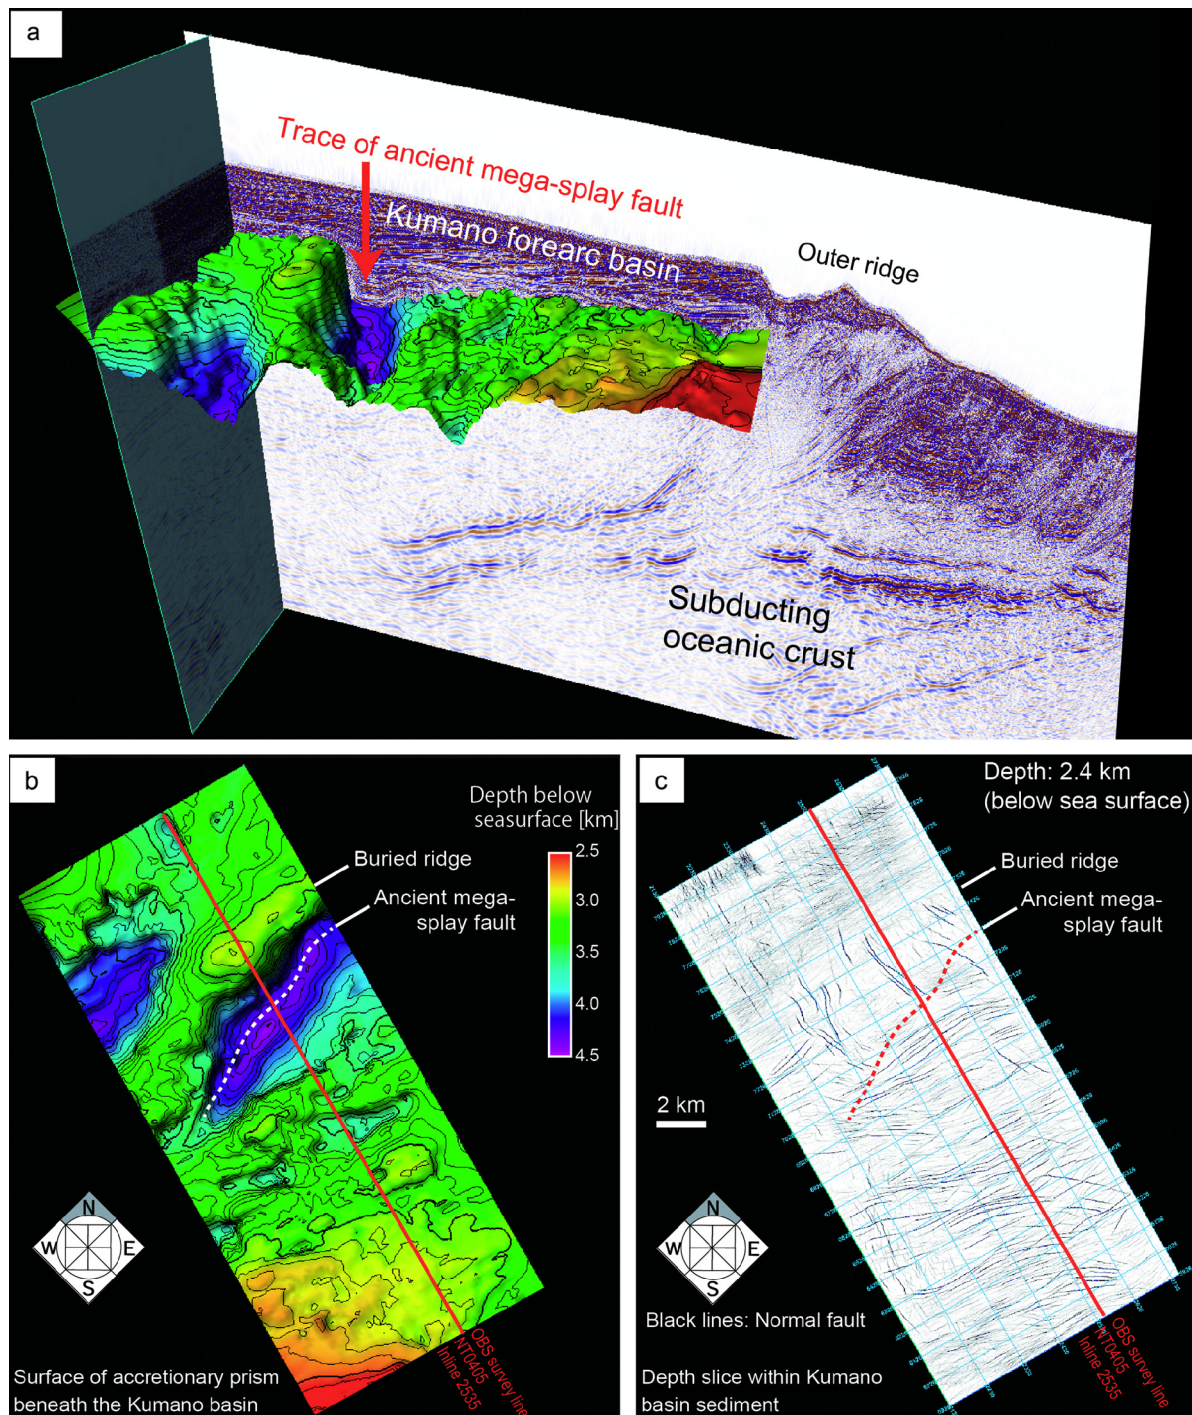 a
Trace of ancient mega-splay fault
Kumano forearc basin
Outer ridge
Subducting
oceanic crust
b
Depth below
seasurface [km]
2.5
3.0
3.5
4.0
4.5
Buried ridge
Ancient mega-
splay fault
N
W
E
S
OBS survey line
NT0405
Inline 2535
Surface of accretionary prism
beneath the Kumano basin
c
Depth: 2.4 km
(below sea surface)
Buried ridge
Ancient mega-
splay fault
2 km
N
W
E
S
Black lines: Normal fault
OBS survey line
NT0405
Inline 2535
Depth slice within Kumano
basin sediment